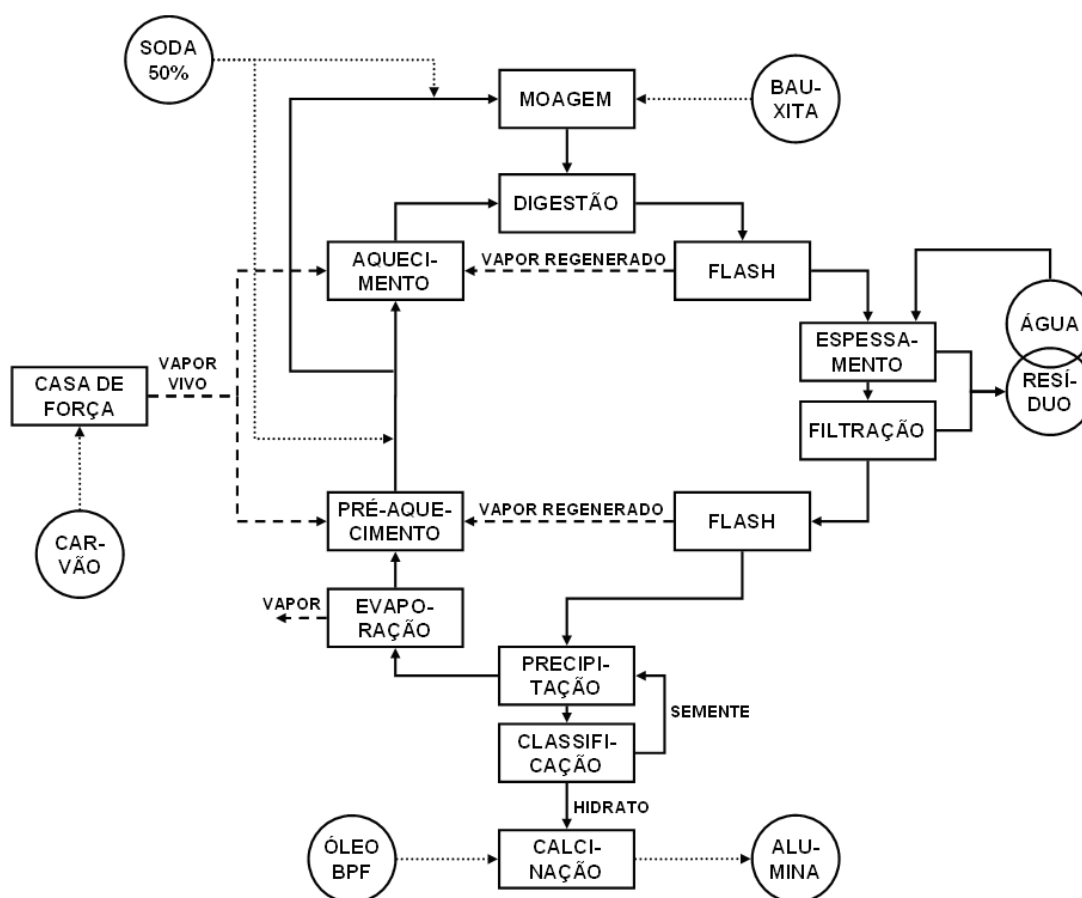 SODA
50%
MOAGEM
BAU-
XITA
DIGESTÃO
AQUECI-
MENTO
VAPOR REGENERADO
FLASH
ÁGUA
ESPESSA-
MENTO
RESÍ-
DUO
VAPOR
VIVO
CASA DE
FORÇA
FILTRAÇÃO
PRÉ-AQUE-
CIMENTO
VAPOR REGENERADO
FLASH
CAR-
VÃO
VAPOR
EVAPO-
RAÇÃO
PRECIPI-
TAÇÃO
SEMENTE
CLASSIFI-
CAÇÃO
HIDRATO
ÓLEO
BPF
CALCI-
NAÇÃO
ALU-
MINA